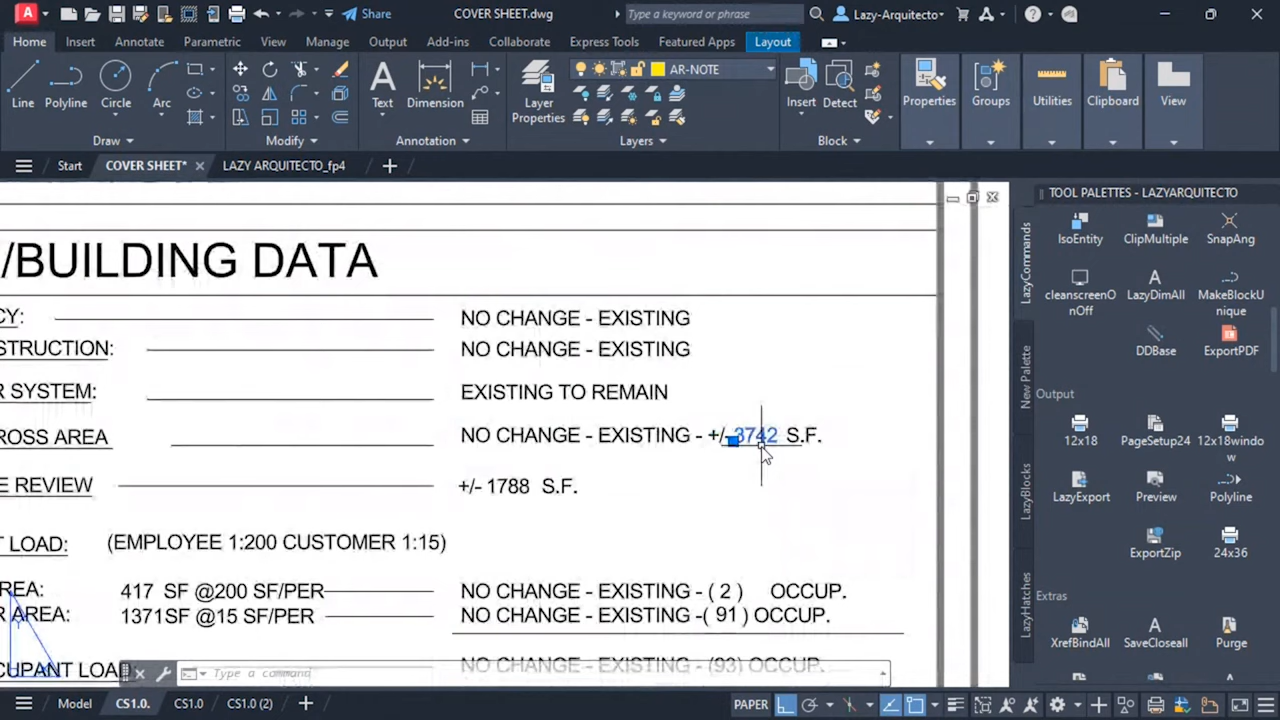 A
Share
COVER SHEET.dwg
Type a keyword or phrase
Lazy-Arquitecto
Home Insert Annotate Parametric View Manage Output Add-ins Collaborate Express Tools Featured Apps Layout
AR-NOTE
Line Polyline Circle Arc Text Dimension Layer Properties Insert Detect Properties Groups Utilities Clipboard View
Draw Modify Annotation Layers Block
Start COVER SHEET* LAZY ARQUITECTO_fp4
/BUILDING DATA
CY: NO CHANGE - EXISTING
STRUCTION: NO CHANGE - EXISTING
R SYSTEM: EXISTING TO REMAIN
ROSS AREA NO CHANGE - EXISTING - +/- 3742 S.F.
E REVIEW +/- 1788 S.F.
T LOAD: (EMPLOYEE 1:200 CUSTOMER 1:15)
REA: 417 SF @200 SF/PER NO CHANGE - EXISTING -( 2 ) OCCUP.
R AREA: 1371SF @15 SF/PER NO CHANGE - EXISTING -( 91 ) OCCUP.
CUPANT LOAD NO CHANGE - EXISTING - (93) OCCUP.
Type a command
TOOL PALETTES - LAZYARQUITECTO
LazyCommands
New Palette
LazyBlocks
LazyHatches
IsoEntity ClipMultiple SnapAng
cleanscreenO
nOff
LazyDimAll
MakeBlockU
nique
DDBase ExportPDF
Output
12x18 PageSetup24
12x18windo
w
LazyExport Preview Polyline
ExportZip 24x36
Extras
XrefBindAll SaveCloseall Purge
Model CS1.0. CS1.0 CS1.0 (2)
PAPER